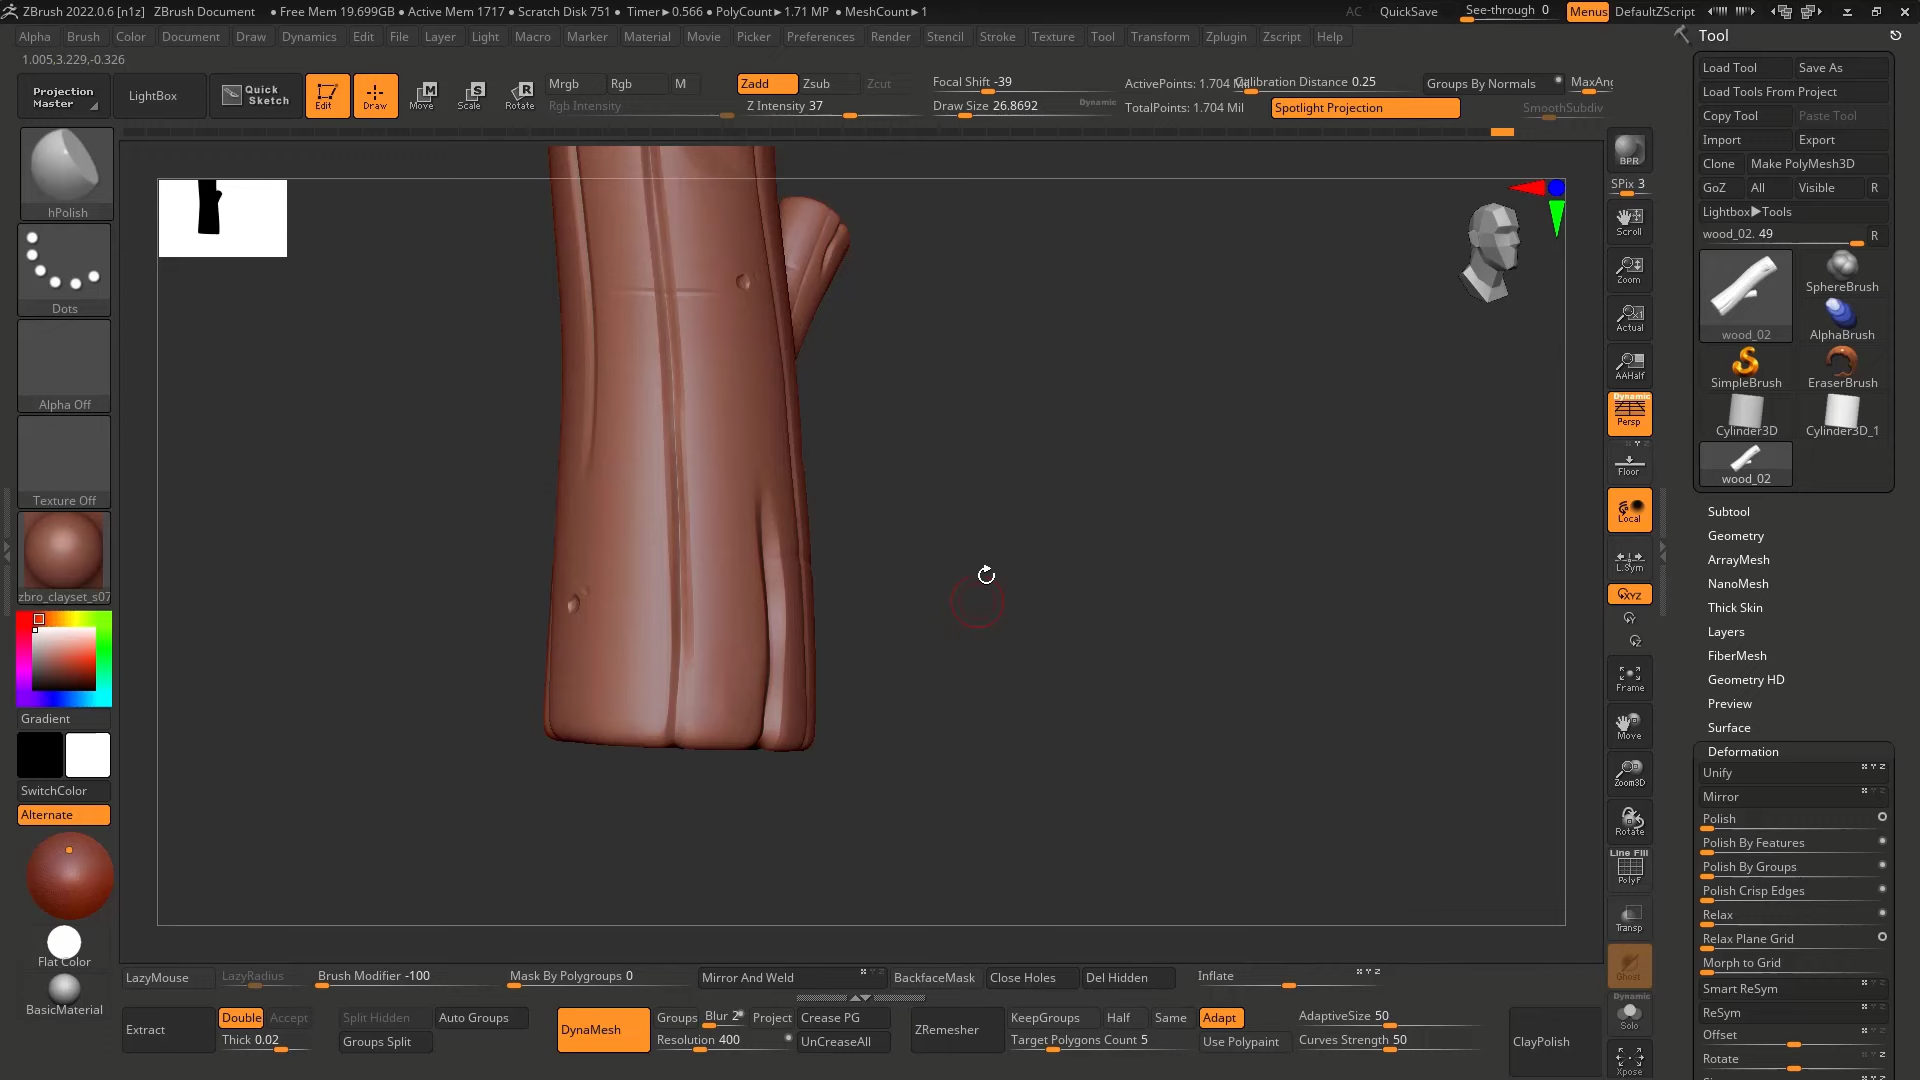 ZBrush 2022.0.6 [n1z] ZBrush Document ● Free Mem 19.699GB ● Active Mem 1717 ● Scratch Disk 751 ● Timer▶0.566 ● PolyCount▶1.71 MP ● MeshCount▶1 AC QuickSave See-through 0 Menus DefaultZScript
Alpha Brush Color Document Draw Dynamics Edit File Layer Light Macro Marker Material Movie Picker Preferences Render Stencil Stroke Texture Tool Transform Zplugin Zscript Help
1.005,3.229,-0.326
Projection Master
LightBox
Quick Sketch
Edit
Draw
Move
Scale
Rotate
Mrgb Rgb M
Rgb Intensity
Zadd Zsub Zcut
Z Intensity 37
Focal Shift -39
Draw Size 26.8692
Dynamic
ActivePoints: 1.704
TotalPoints: 1.704 Mil
Calibration Distance 0.25
Spotlight Projection
Groups By Normals
SmoothSubdiv
hPolish
Dots
Alpha Off
Texture Off
zbro_clayset_s07
Gradient
SwitchColor
Alternate
Flat Color
BasicMaterial
BPR
SPix 3
Scroll
Zoom
Actual
AAHalf
Dynamic
Persp
Floor
Local
L.Sym
XYZ
Frame
Move
Zoom3D
Rotate
Line Fill
PolyF
Transp
Ghost
Dynamic
Solo
Xpose
Tool
Load Tool Save As
Load Tools From Project
Copy Tool Paste Tool
Import Export
Clone Make PolyMesh3D
GoZ All Visible R
Lightbox▶Tools
wood_02. 49 R
wood_02
SphereBrush
AlphaBrush
SimpleBrush EraserBrush
Cylinder3D Cylinder3D_1
wood_02
Subtool
Geometry
ArrayMesh
NanoMesh
Thick Skin
Layers
FiberMesh
Geometry HD
Preview
Surface
Deformation
Unify
Mirror
Polish
Polish By Features
Polish By Groups
Polish Crisp Edges
Relax
Relax Plane Grid
Morph to Grid
Smart ReSym
ReSym
Offset
Rotate
LazyMouse LazyRadius Brush Modifier -100 Mask By Polygroups 0 Mirror And Weld BackfaceMask Close Holes Del Hidden Inflate
Extract
Double Accept
Thick 0.02
Split Hidden Auto Groups
Groups Split
DynaMesh
Groups Blur 2 Project
Resolution 400
Crease PG
UnCreaseAll
ZRemesher
KeepGroups Half Same Adapt
Target Polygons Count 5
Use Polypaint
AdaptiveSize 50
Curves Strength 50
ClayPolish